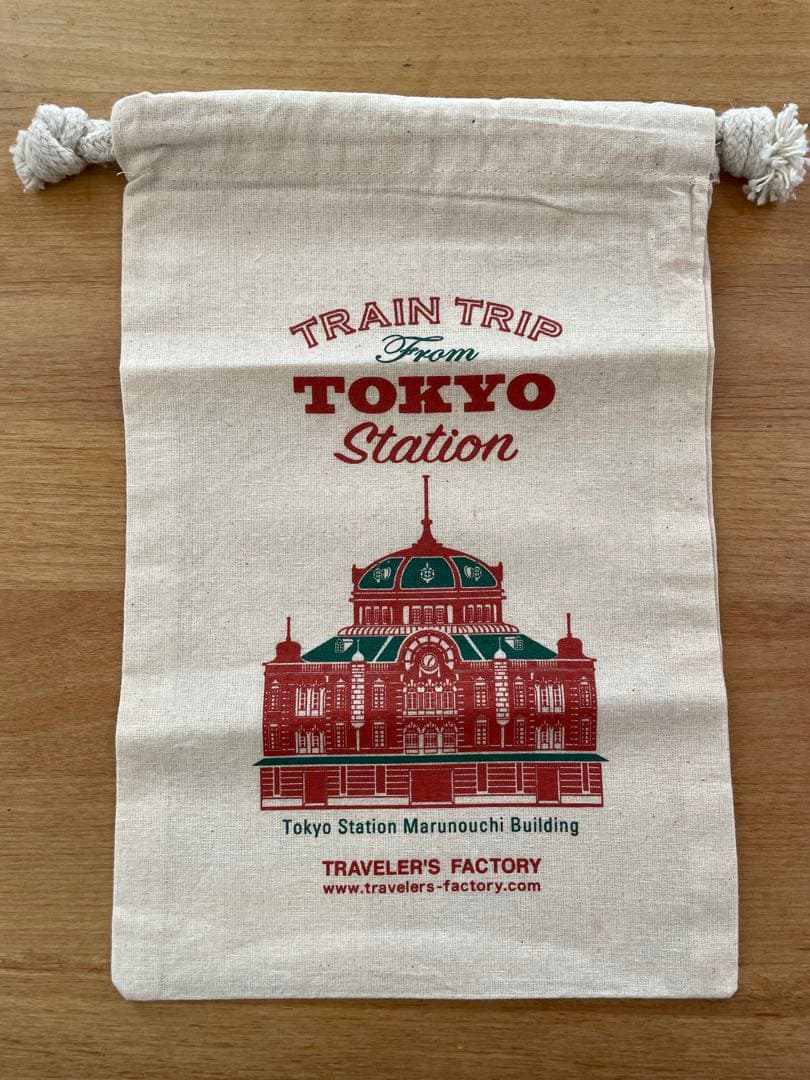 TRAIN TRIP
From
TOKYO
Station
Tokyo Station Marunouchi Building
TRAVELER'S FACTORY
www.travelers-factory.com